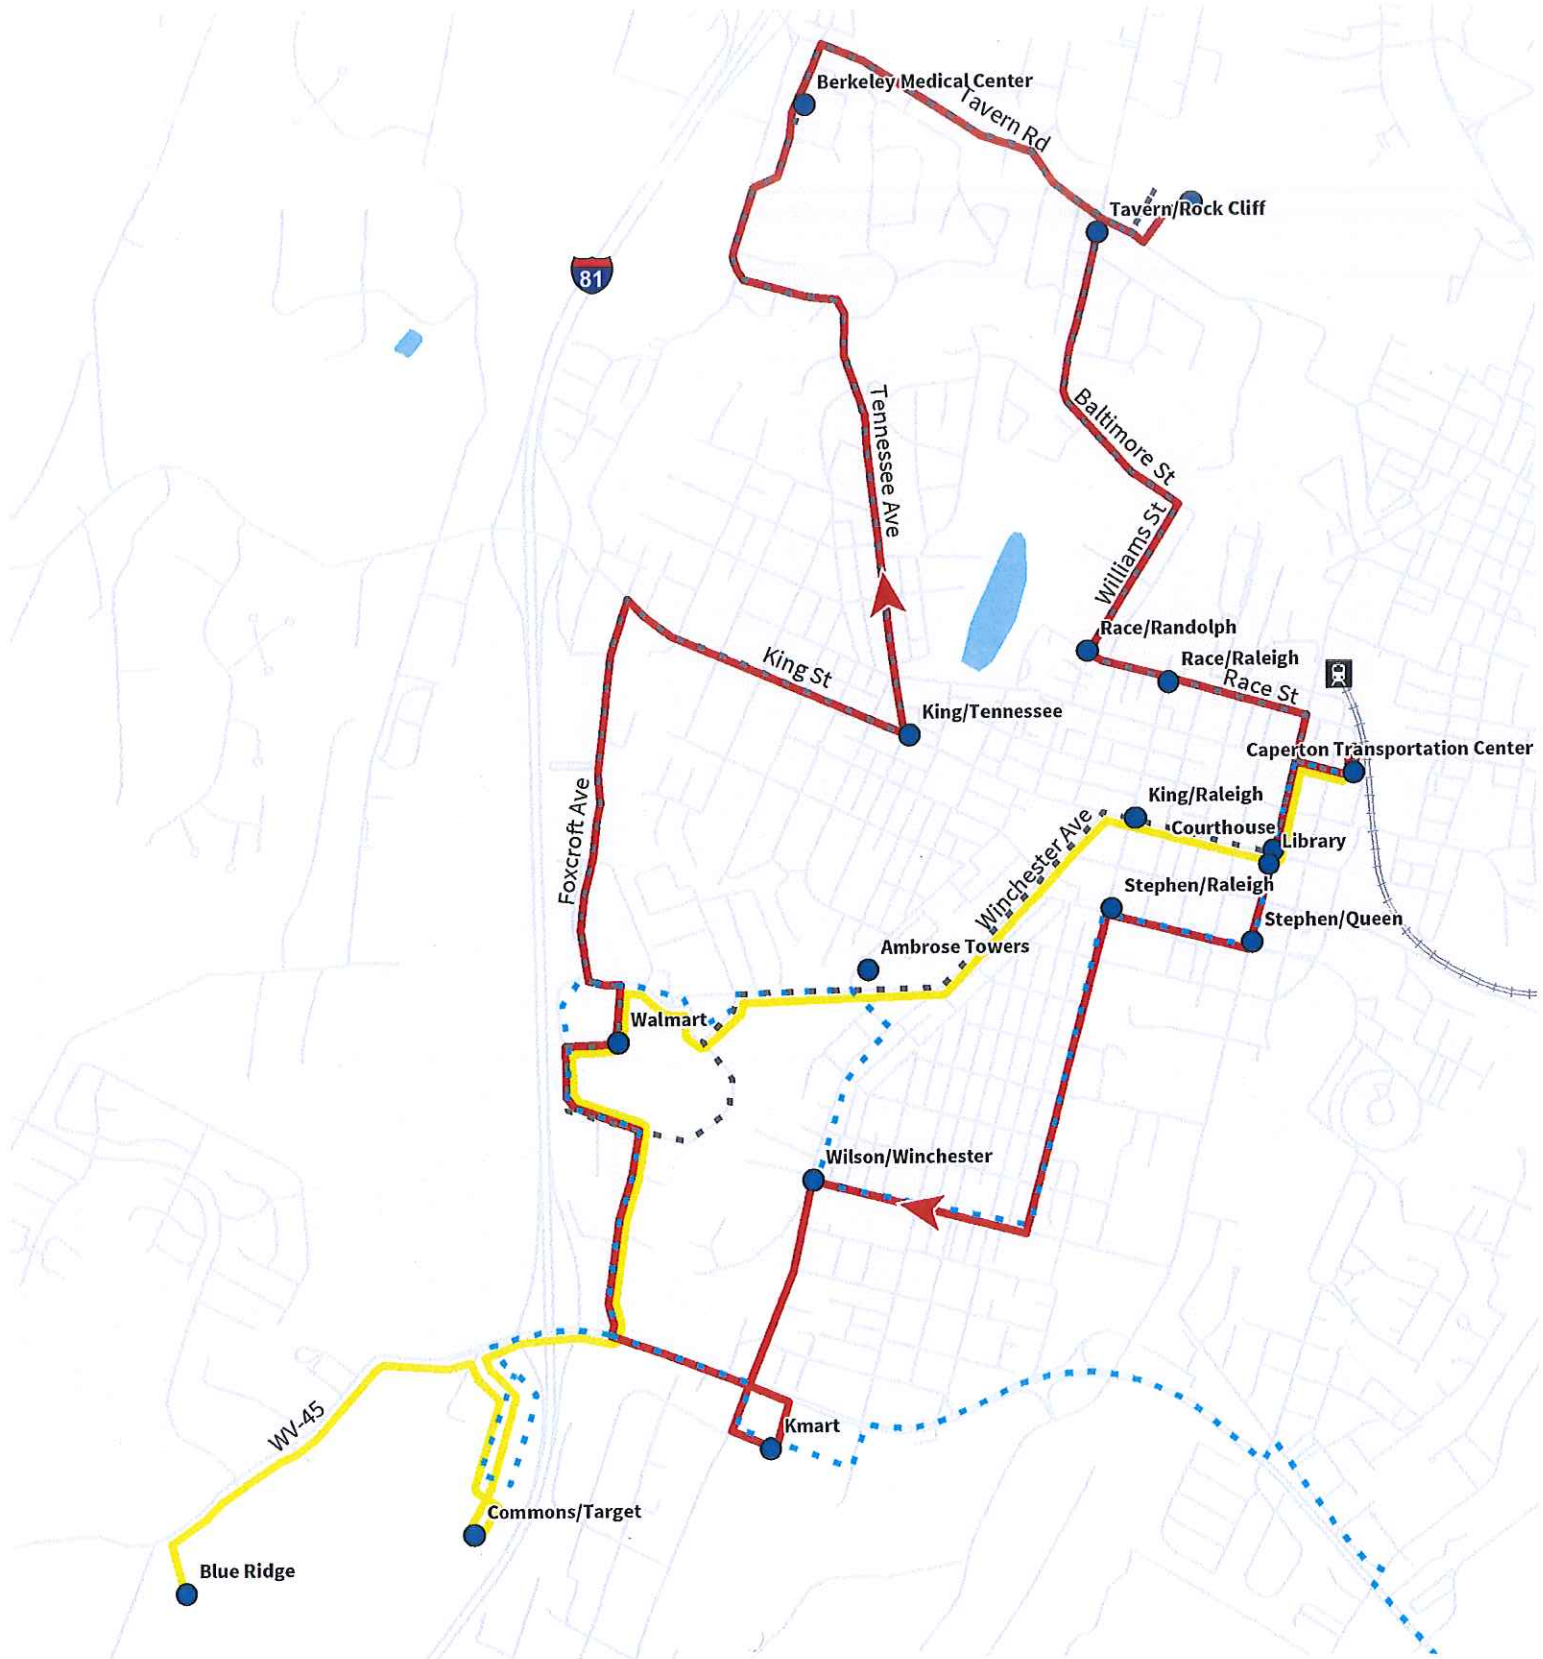 Berkeley Medical Center
Tavern Rd
Tavern/Rock Cliff
81
Tennessee Ave
Baltimore St
Williams St
Race/Randolph
King St
Race/Raleigh
Race St
King/Tennessee
Caperton Transportation Center
Foxcroft Ave
King/Raleigh
Courthouse
Library
Winchester Ave
Stephen/Raleigh
Stephen/Queen
Ambrose Towers
Walmart
Wilson/Winchester
WV-45
Kmart
Commons/Target
Blue Ridge